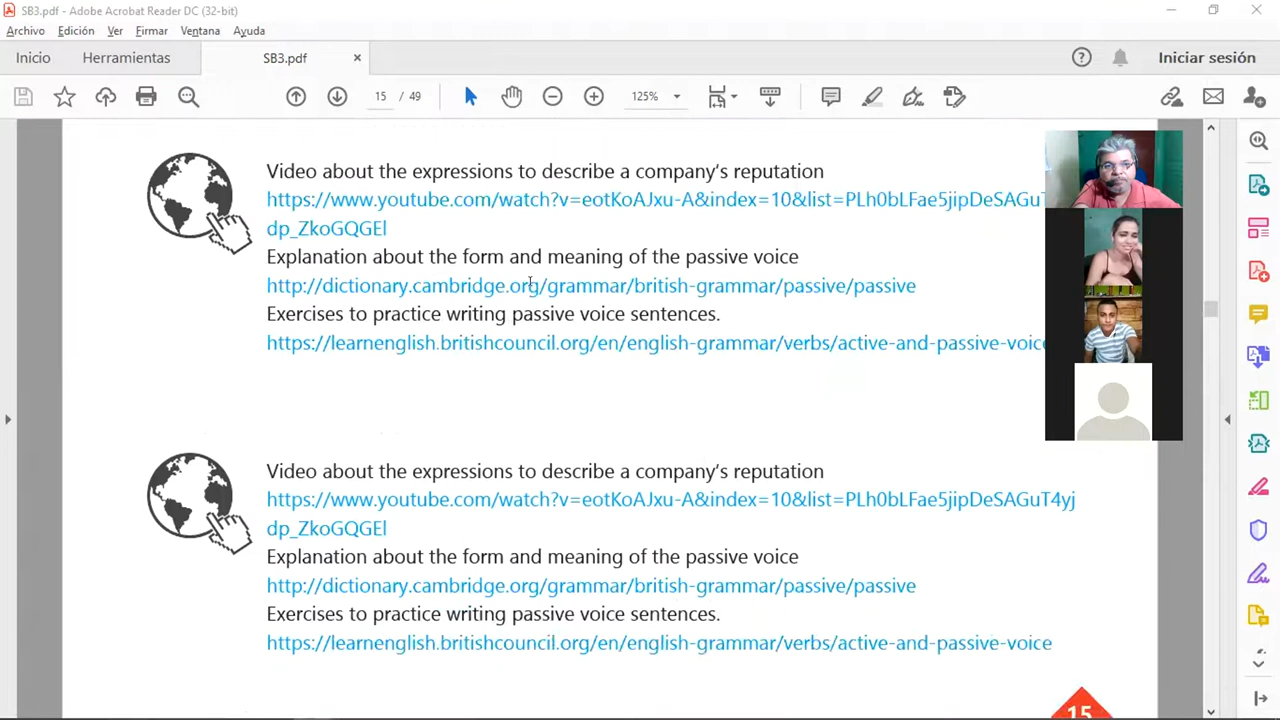 SB3.pdf - Adobe Acrobat Reader DC (32-bit)
Archivo Edición Ver Firmar Ventana Ayuda
Inicio Herramientas SB3.pdf × Iniciar sesión
15 / 49 125%
Video about the expressions to describe a company's reputation
https://www.youtube.com/watch?v=eotKoAJxu-A&index=10&list=PLh0bLFae5jipDeSAGuT
dp_ZkoGQGEl
Explanation about the form and meaning of the passive voice
http://dictionary.cambridge.org/grammar/british-grammar/passive/passive
Exercises to practice writing passive voice sentences.
https://learnenglish.britishcouncil.org/en/english-grammar/verbs/active-and-passive-voice
Video about the expressions to describe a company's reputation
https://www.youtube.com/watch?v=eotKoAJxu-A&index=10&list=PLh0bLFae5jipDeSAGuT4yj
dp_ZkoGQGEl
Explanation about the form and meaning of the passive voice
http://dictionary.cambridge.org/grammar/british-grammar/passive/passive
Exercises to practice writing passive voice sentences.
https://learnenglish.britishcouncil.org/en/english-grammar/verbs/active-and-passive-voice
15